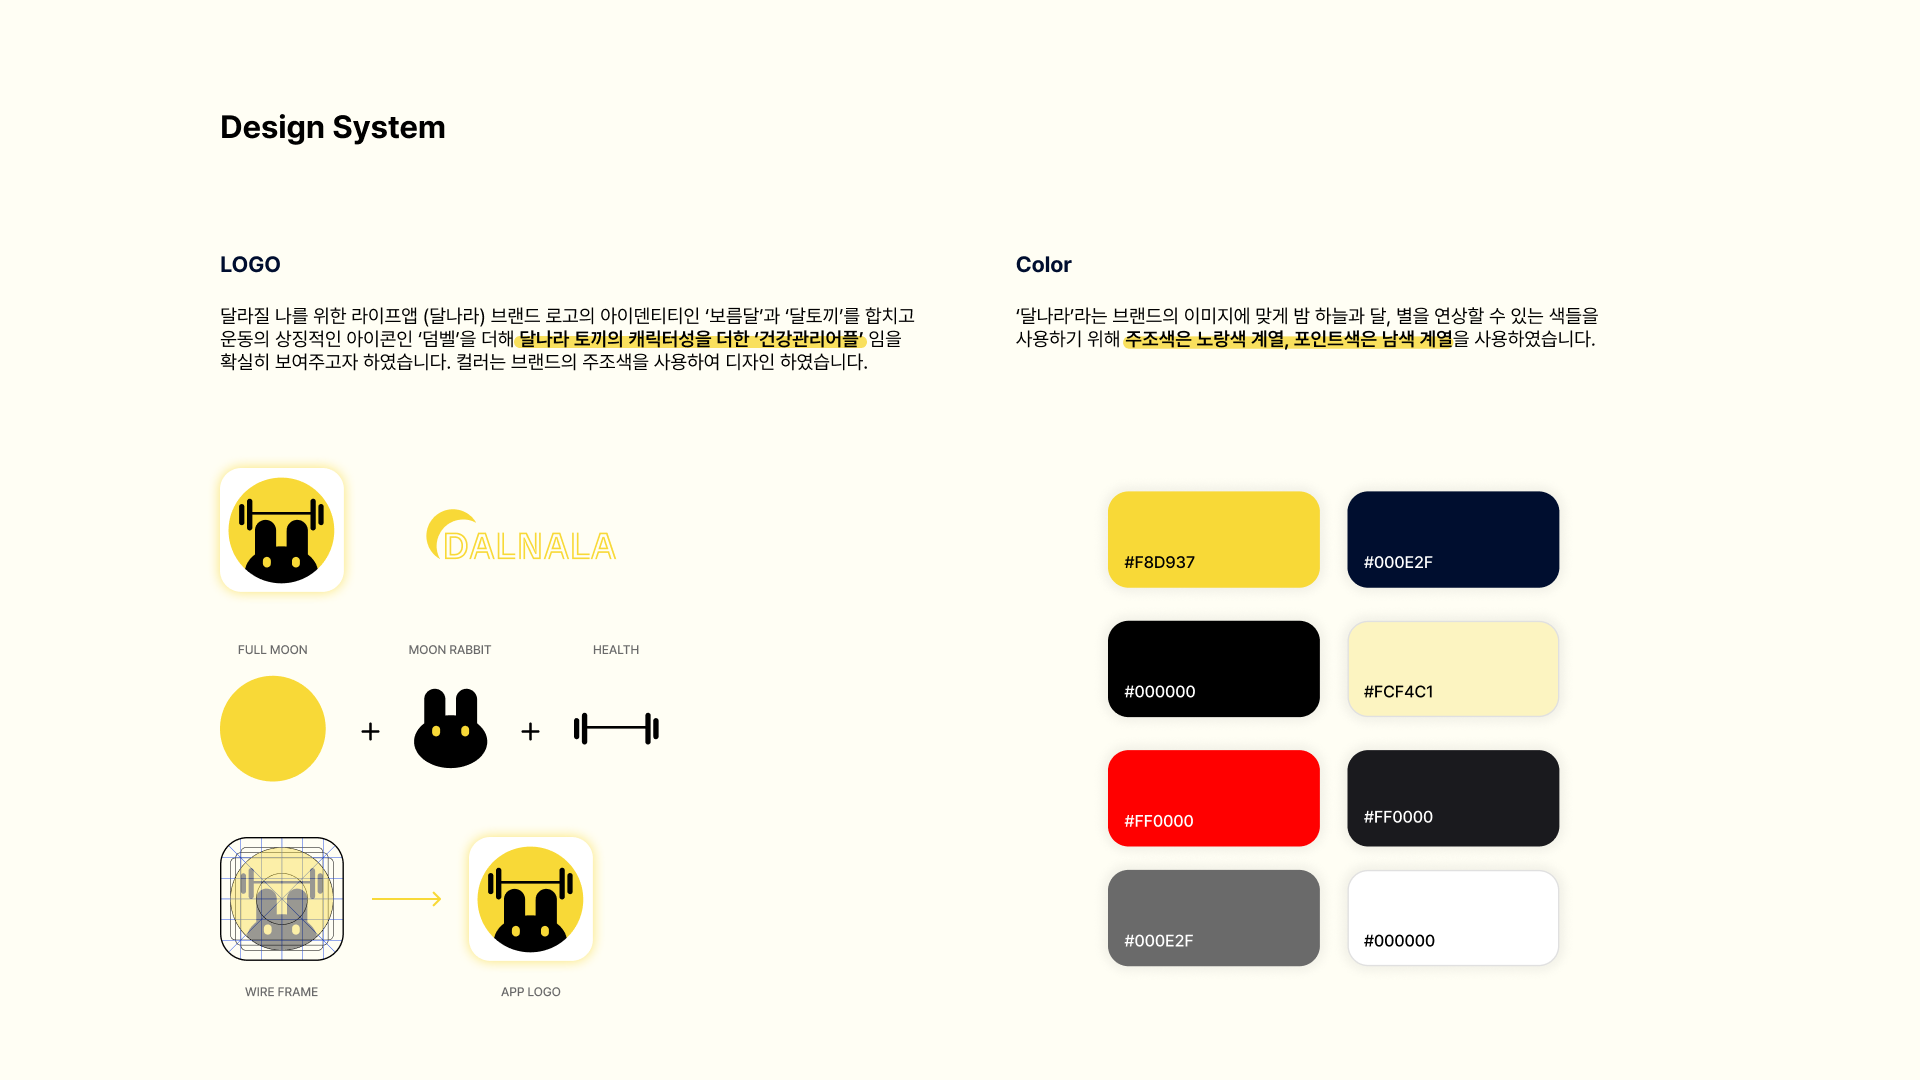 Design System
LOGO
달라질 나를 위한 라이프앱 (달나라) 브랜드 로고의 아이덴티티인 ‘보름달’과 ‘달토끼’를 합치고
운동의 상징적인 아이콘인 ‘덤벨’을 더해 달나라 토끼의 캐릭터성을 더한 ‘건강관리어플’ 임을
확실히 보여주고자 하였습니다. 컬러는 브랜드의 주조색을 사용하여 디자인 하였습니다.
DALNALA
FULL MOON
MOON RABBIT
HEALTH
+
+
WIRE FRAME
APP LOGO
Color
‘달나라’라는 브랜드의 이미지에 맞게 밤 하늘과 달, 별을 연상할 수 있는 색들을
사용하기 위해 주조색은 노랑색 계열, 포인트색은 남색 계열을 사용하였습니다.
#F8D937
#000E2F
#000000
#FCF4C1
#FF0000
#FF0000
#000E2F
#000000